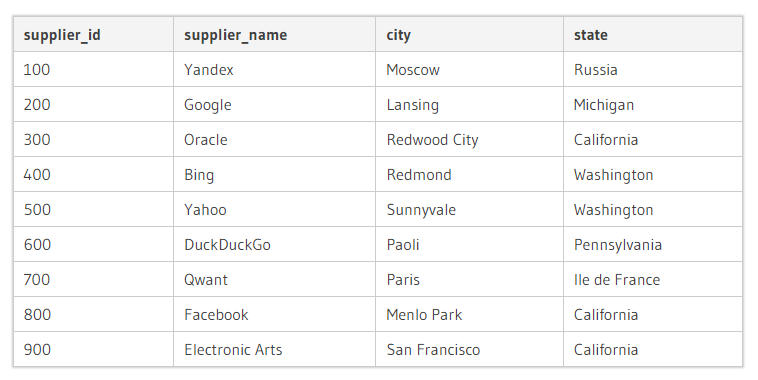 supplier_id supplier_name city state
100 Yandex Moscow Russia
200 Google Lansing Michigan
300 Oracle Redwood City California
400 Bing Redmond Washington
500 Yahoo Sunnyvale Washington
600 DuckDuckGo Paoli Pennsylvania
700 Qwant Paris Ile de France
800 Facebook Menlo Park California
900 Electronic Arts San Francisco California